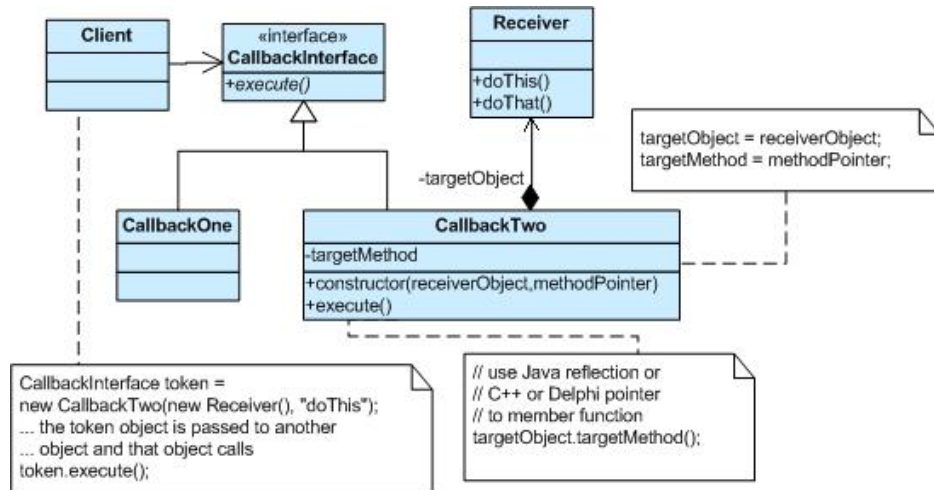 Client
«interface»
CallbackInterface
+execute()
Receiver
+doThis()
+doThat()
targetObject = receiverObject;
targetMethod = methodPointer;
-targetObject
CallbackOne
CallbackTwo
-targetMethod
+constructor(receiverObject,methodPointer)
+execute()
CallbackInterface token =
new CallbackTwo(new Receiver(), "doThis");
... the token object is passed to another
... object and that object calls
token.execute();
// use Java reflection or
// C++ or Delphi pointer
// to member function
targetObject.targetMethod();